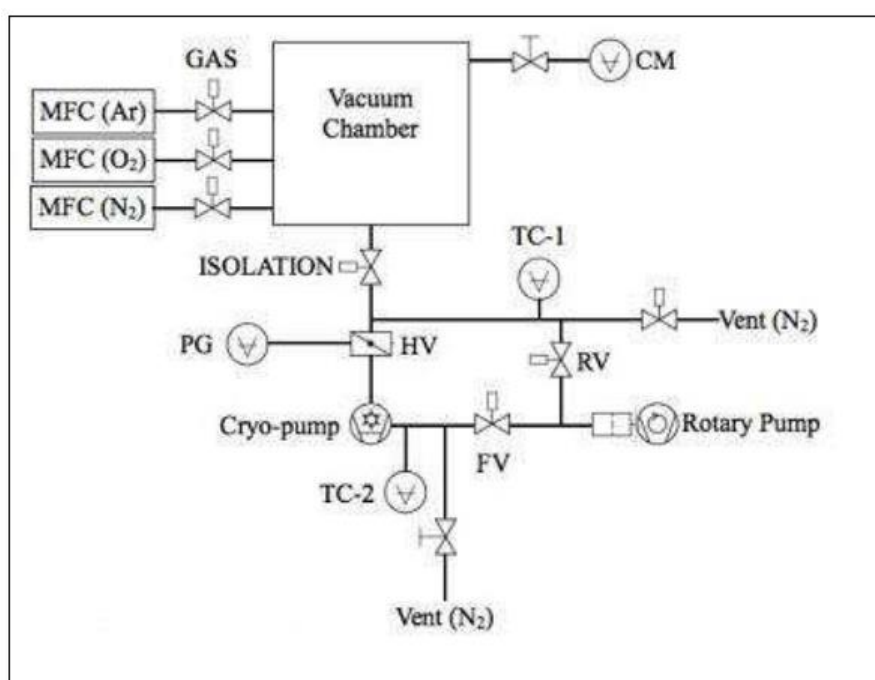 GAS
MFC (Ar)
MFC (O₂)
MFC (N₂)
Vacuum
Chamber
CM
ISOLATION
TC-1
Vent (N₂)
PG
HV
RV
Cryo-pump
FV
Rotary Pump
TC-2
Vent (N₂)